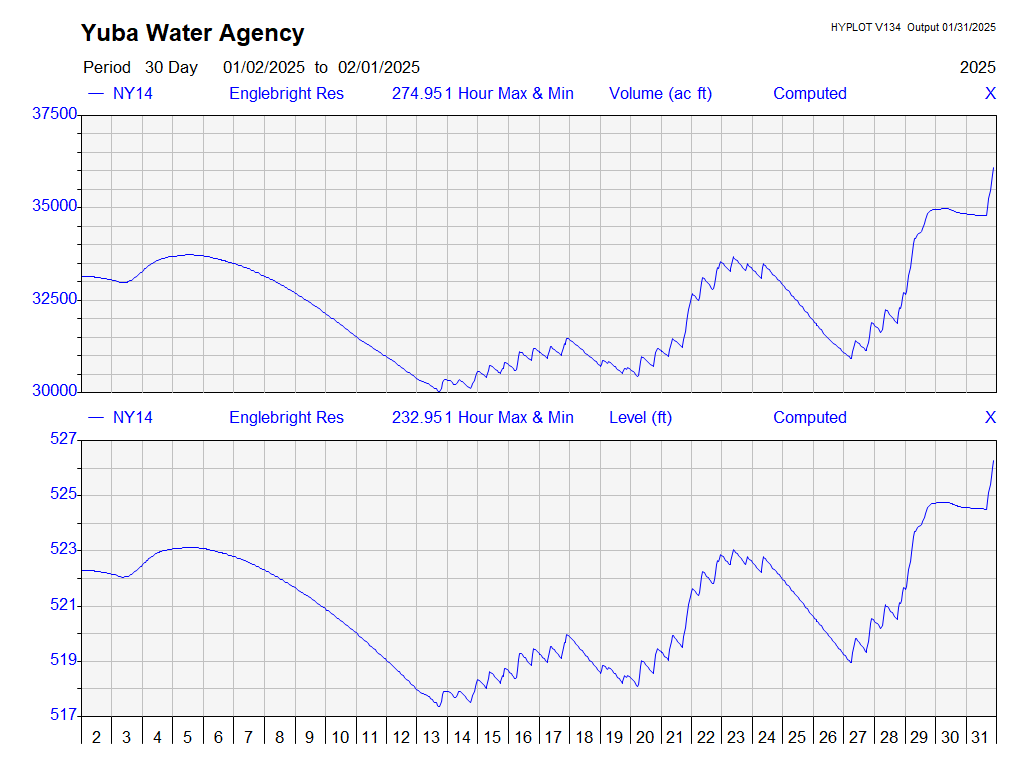 Yuba Water Agency
HYPLOT V134 Output 01/31/2025
Period 30 Day 01/02/2025 to 02/01/2025
2025
NY14 Englebright Res 274.951 Hour Max & Min Volume (ac ft) Computed X
37500
35000
32500
30000
NY14 Englebright Res 232.951 Hour Max & Min Level (ft) Computed X
527
525
523
521
519
517
2 3 4 5 6 7 8 9 10 11 12 13 14 15 16 17 18 19 20 21 22 23 24 25 26 27 28 29 30 31